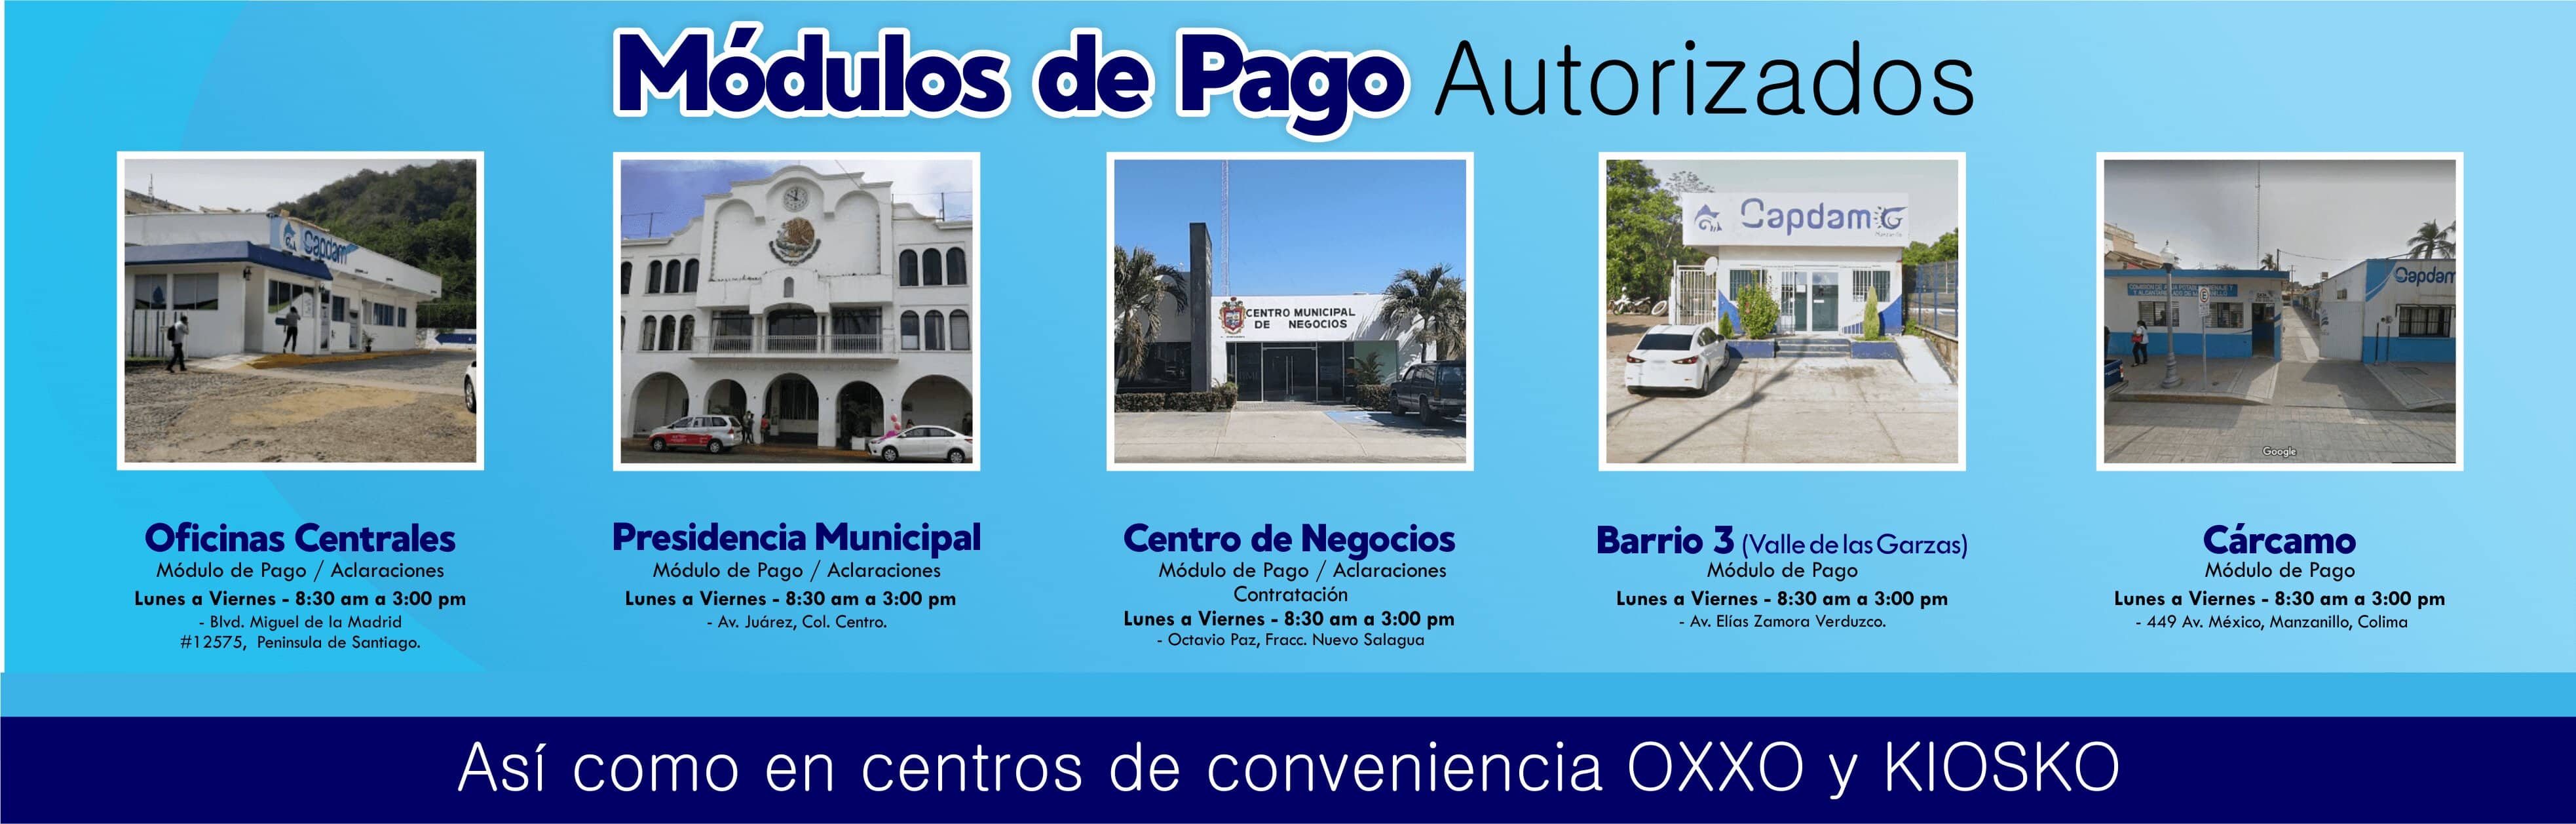 Módulos de Pago Autorizados
Capdam
CENTRO MUNICIPAL
DE NEGOCIOS
Capdam
Capdam
Google
Oficinas Centrales
Módulo de Pago / Aclaraciones
Lunes a Viernes - 8:30 am a 3:00 pm
- Blvd. Miguel de la Madrid
#12575, Peninsula de Santiago.
Presidencia Municipal
Módulo de Pago / Aclaraciones
Lunes a Viernes - 8:30 am a 3:00 pm
- Av. Juárez, Col. Centro.
Centro de Negocios
Módulo de Pago / Aclaraciones
Contratación
Lunes a Viernes - 8:30 am a 3:00 pm
- Octavio Paz, Fracc. Nuevo Salagua
Barrio 3 (Valle de las Garzas)
Módulo de Pago
Lunes a Viernes - 8:30 am a 3:00 pm
- Av. Elías Zamora Verduzco.
Cárcamo
Módulo de Pago
Lunes a Viernes - 8:30 am a 3:00 pm
- 449 Av. México, Manzanillo, Colima
Así como en centros de conveniencia OXXO y KIOSKO